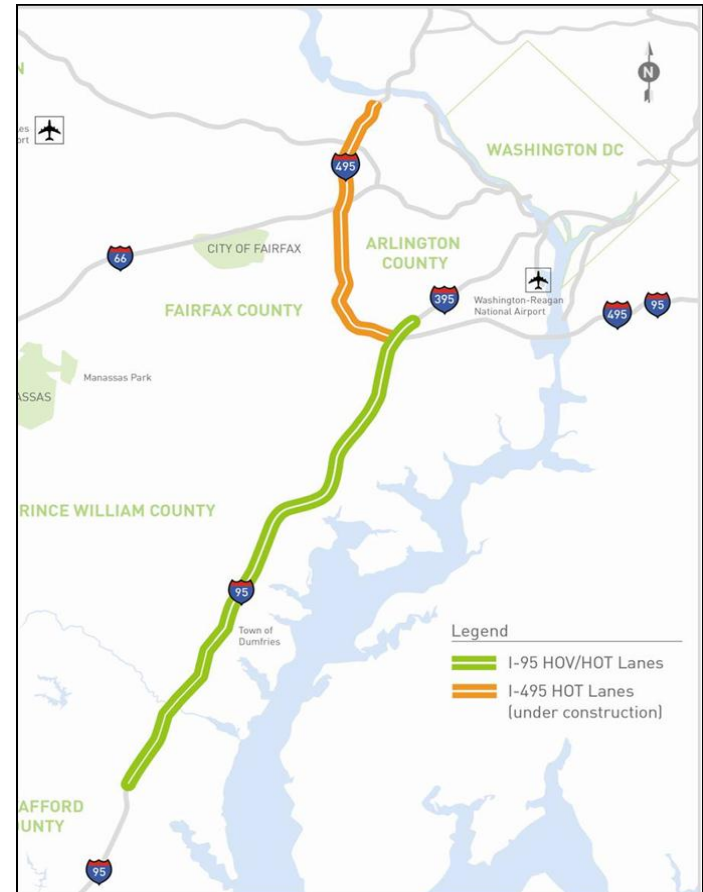 N
N
es
ort
WASHINGTON DC
495
66
CITY OF FAIRFAX
ARLINGTON
COUNTY
FAIRFAX COUNTY
395
Washington-Reagan
National Airport
495
95
Manassas Park
ASSAS
RINCE WILLIAM COUNTY
95
Town of
Dumfries
Legend
I-95 HOV/HOT Lanes
I-495 HOT Lanes
(under construction)
AFFORD
UNTY
95